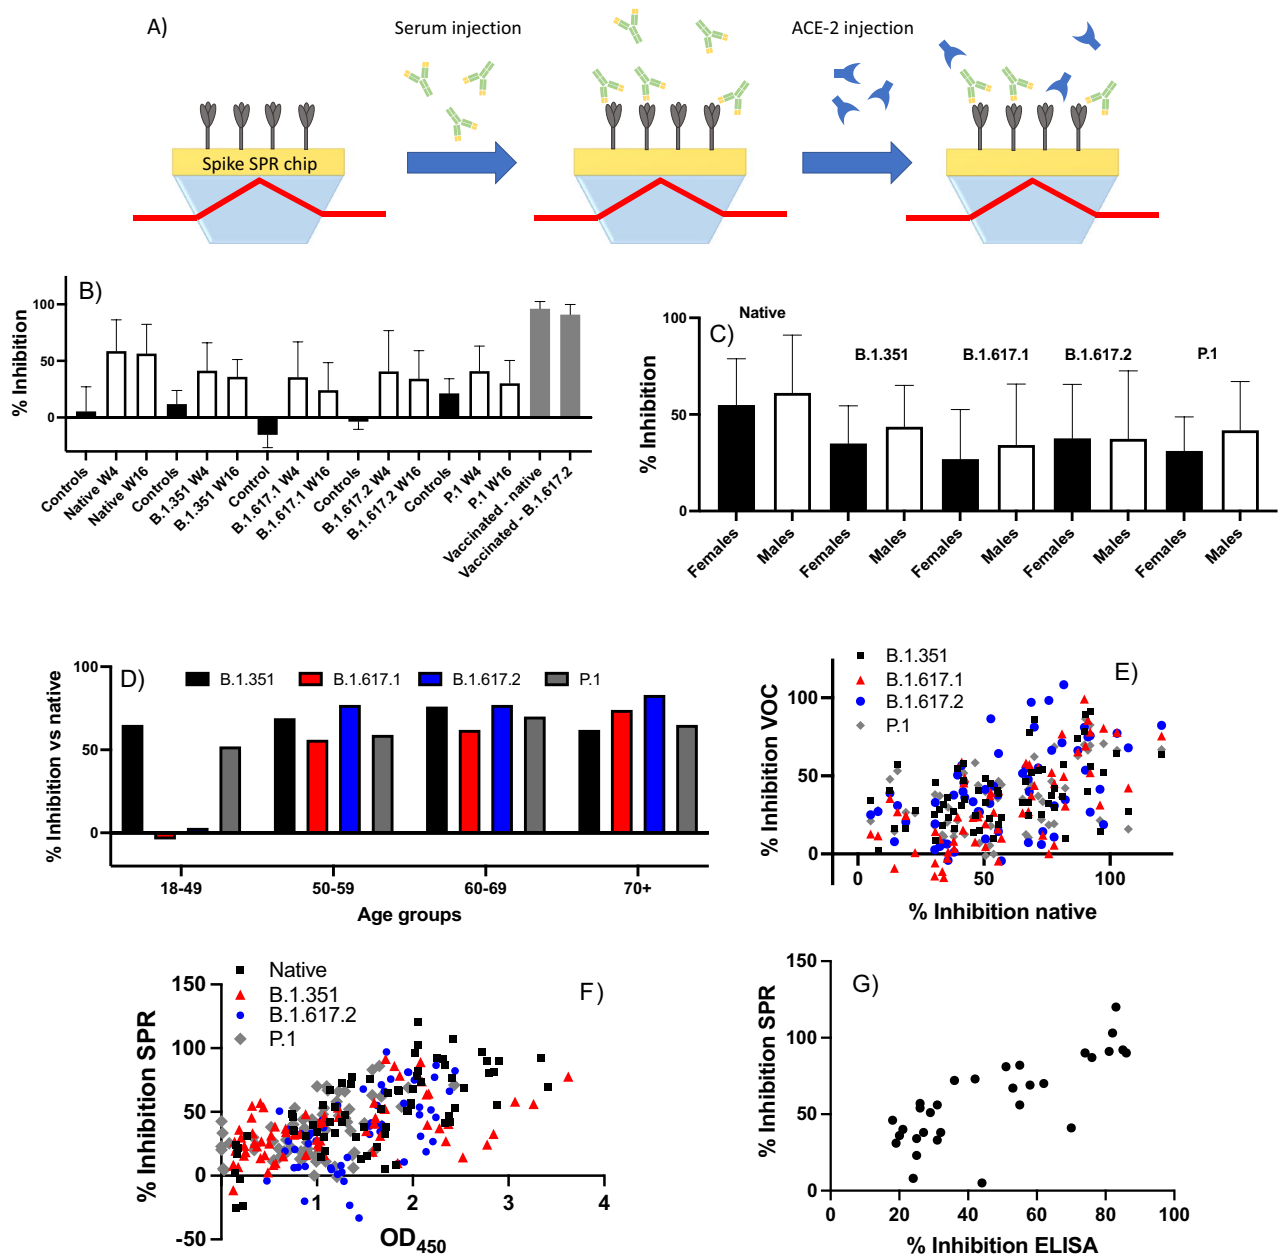 A)
Serum injection
ACE-2 injection
Spike SPR chip
B)
% Inhibition
100
50
0
Controls
Native W4
Native W16
Controls
B.1.351 W4
B.1.351 W16
Control
B.1.617.1 W4
B.1.617.1 W16
Controls
B.1.617.2 W4
B.1.617.2 W16
Controls
P.1 W4
P.1 W16
Vaccinated - native
Vaccinated - B.1.617.2
C)
% Inhibition
100
50
0
Native
B.1.351
B.1.617.1
B.1.617.2
P.1
Females
Males
Females
Males
Females
Males
Females
Males
Females
Males
D)
% Inhibition vs native
100
50
0
B.1.351
B.1.617.1
B.1.617.2
P.1
18-49
50-59
60-69
70+
Age groups
E)
B.1.351
B.1.617.1
B.1.617.2
P.1
% Inhibition VOC
100
50
0
0
50
100
% Inhibition native
F)
Native
B.1.351
B.1.617.2
P.1
% Inhibition SPR
150
100
50
0
-50
1
2
3
4
OD450
G)
% Inhibition SPR
150
100
50
0
0
20
40
60
80
100
% Inhibition ELISA